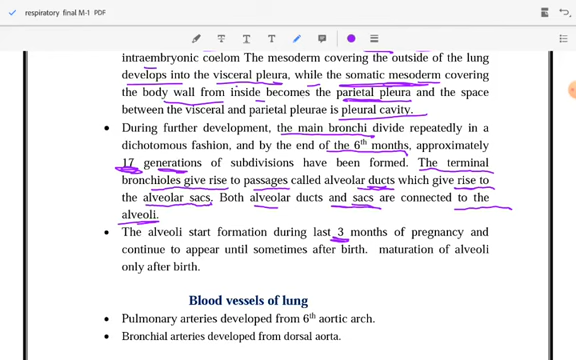 respiratory final M-1 PDF
intraembryonic coelom The mesoderm covering the outside of the lung
develops into the visceral pleura, while the somatic mesoderm covering
the body wall from inside becomes the parietal pleura and the space
between the visceral and parietal pleurae is pleural cavity.
• During further development, the main bronchi divide repeatedly in a
dichotomous fashion, and by the end of the 6th months, approximately
17 generations of subdivisions have been formed. The terminal
bronchioles give rise to passages called alveolar ducts which give rise to
the alveolar sacs. Both alveolar ducts and sacs are connected to the
alveoli.
• The alveoli start formation during last 3 months of pregnancy and
continue to appear until sometimes after birth. maturation of alveoli
only after birth.
Blood vessels of lung
• Pulmonary arteries developed from 6th aortic arch.
• Bronchial arteries developed from dorsal aorta.